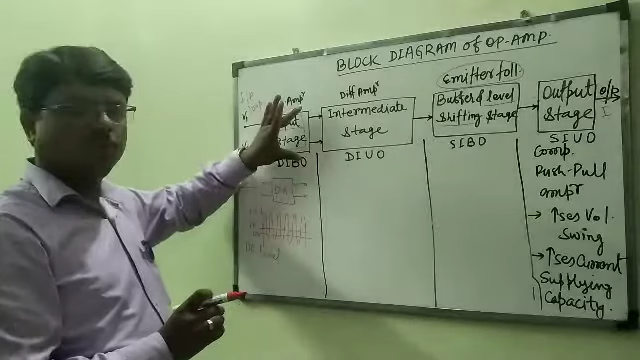 BLOCK DIAGRAM of OP-AMP.
Diff Ampr
Emitter foll.
Intermediate
Stage
Buffer & Level
Shifting Stage
Output
Stage
O/P
Stage
DIBO
DIUO
SIBO
SIUO
Comp.
Push-Pull
Ampr
→ ↑ses Vol.
Swing
→ ↑ses Current
Supplying
Capacity.